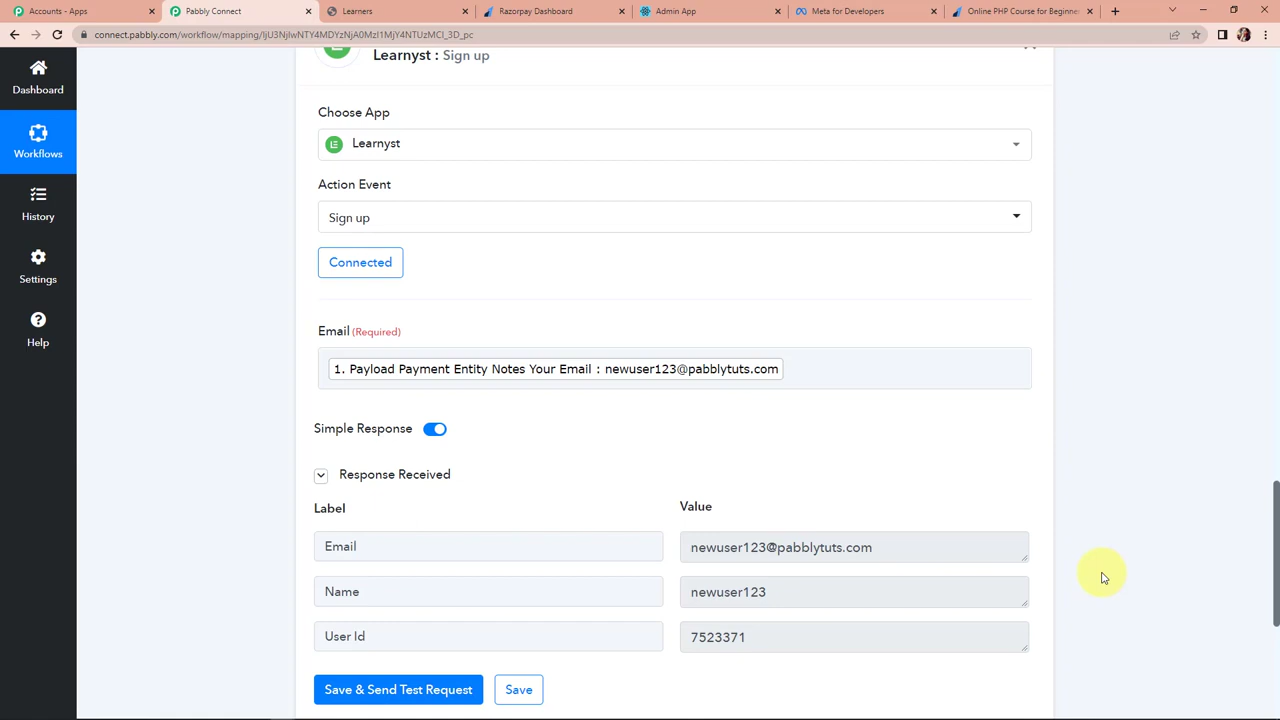 Accounts - Apps
Pabbly Connect
Learners
Razorpay Dashboard
Admin App
Meta for Developers
Online PHP Course for Beginner
connect.pabbly.com/workflow/mapping/IjU3NjIwNTY4MDYzNjA0MzI1MjY4NTUzMCI_3D_pc
Dashboard
Workflows
History
Settings
Help
Learnyst : Sign up
Choose App
Learnyst
Action Event
Sign up
Connected
Email (Required)
1. Payload Payment Entity Notes Your Email : newuser123@pabblytuts.com
Simple Response
Response Received
Label Value
Email newuser123@pabblytuts.com
Name newuser123
User Id 7523371
Save & Send Test Request Save